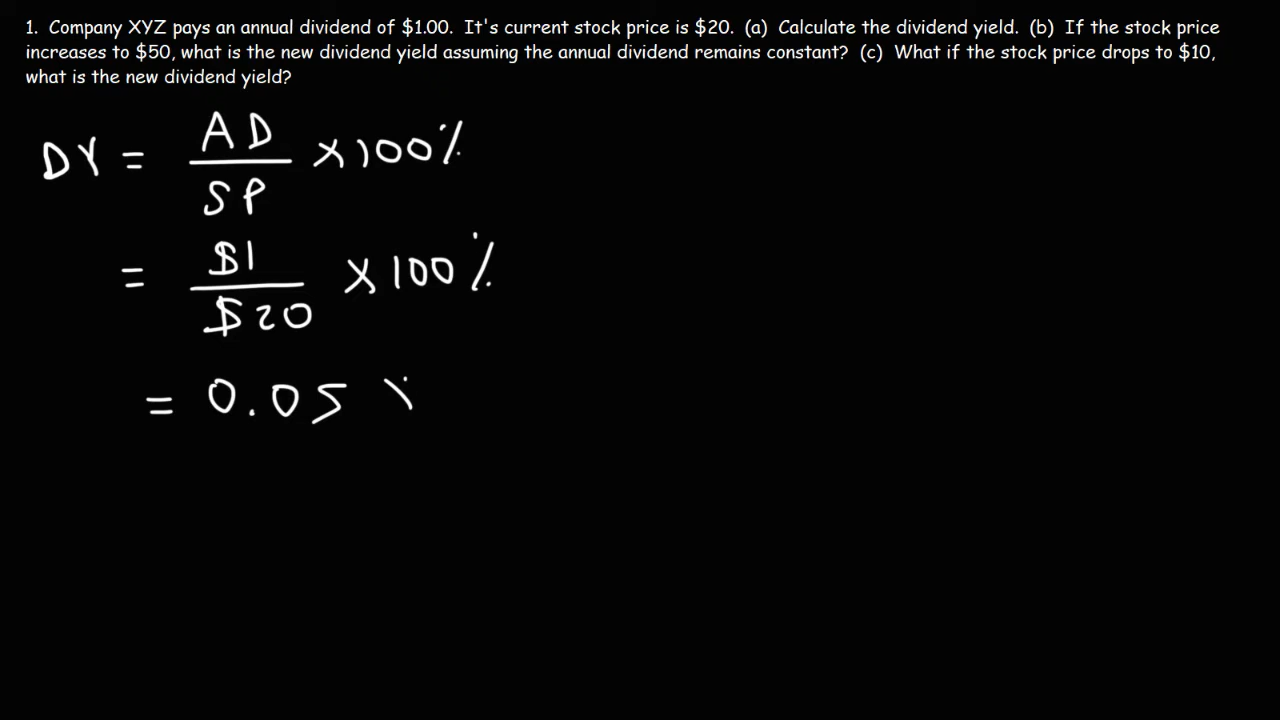 1. Company XYZ pays an annual dividend of $1.00. It's current stock price is $20. (a) Calculate the dividend yield. (b) If the stock price
increases to $50, what is the new dividend yield assuming the annual dividend remains constant? (c) What if the stock price drops to $10,
what is the new dividend yield?
DY = AD / SP × 100%
= $1 / $20 × 100%
= 0.05